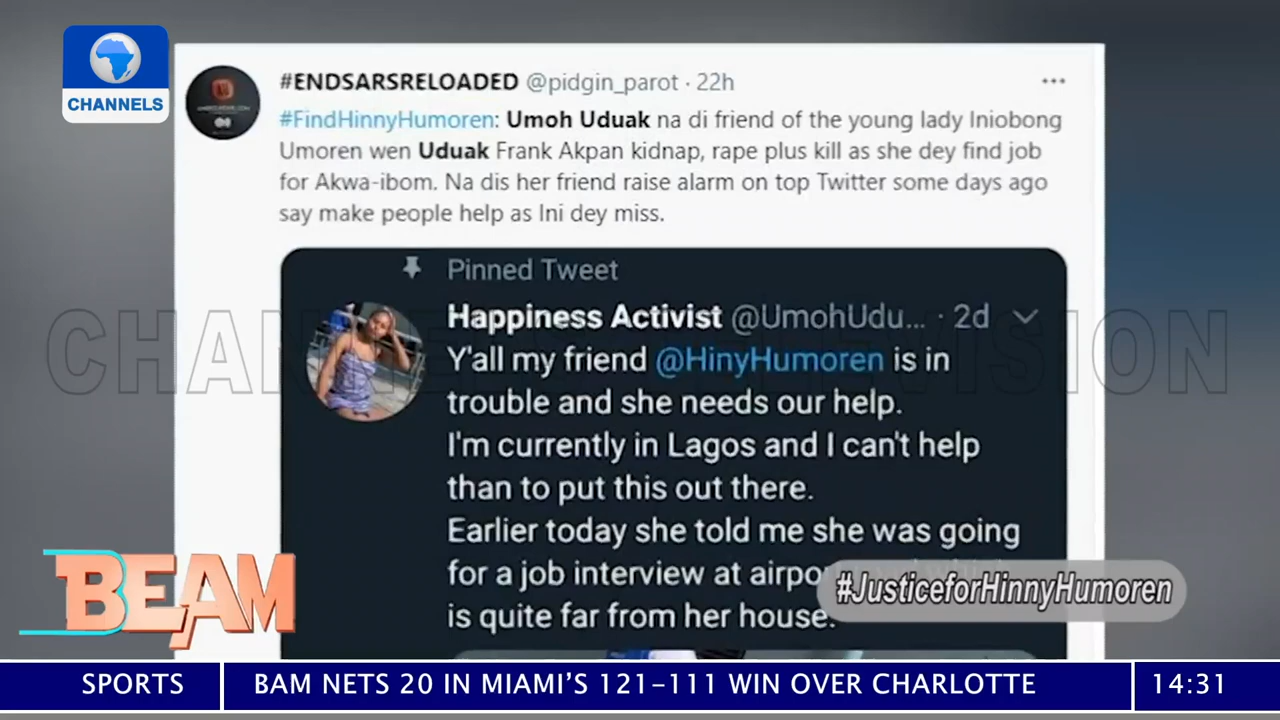 CHANNELS
#ENDSARSRELOADED @pidgin_parot · 22h
#FindHinnyHumoren: Umoh Uduak na di friend of the young lady Iniobong
Umoren wen Uduak Frank Akpan kidnap, rape plus kill as she dey find job
for Akwa-ibom. Na dis her friend raise alarm on top Twitter some days ago
say make people help as Ini dey miss.
Pinned Tweet
Happiness Activist @UmohUdu... · 2d
Y'all my friend @HinyHumoren is in
trouble and she needs our help.
I'm currently in Lagos and I can't help
than to put this out there.
Earlier today she told me she was going
for a job interview at
is quite far from her house.
CHANNELS TELEVISION
BEAM
#JusticeforHinnyHumoren
SPORTS
BAM NETS 20 IN MIAMI'S 121-111 WIN OVER CHARLOTTE
14:31